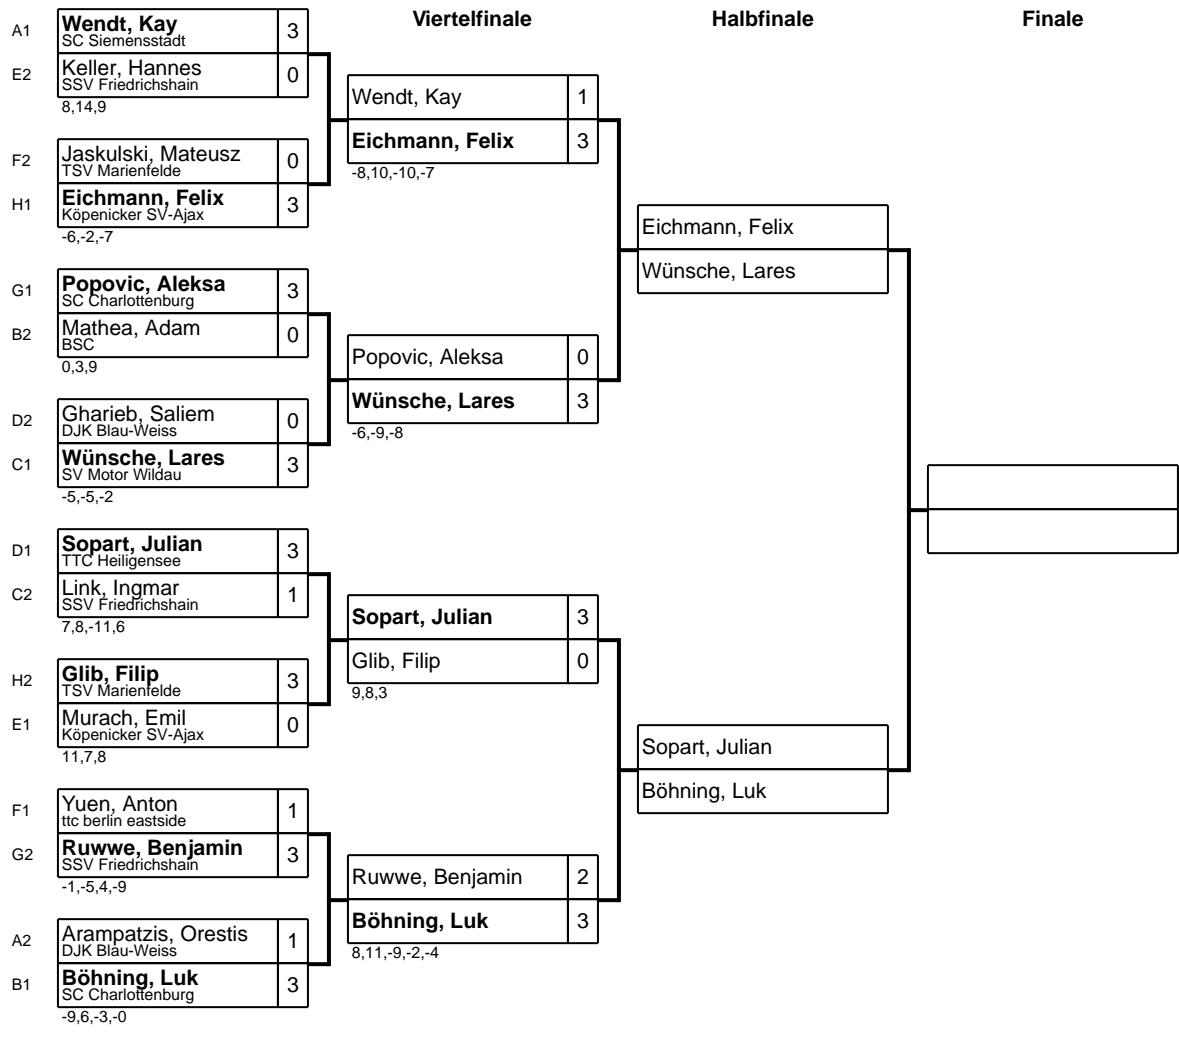 Viertelfinale
Halbfinale
Finale
A1 Wendt, Kay 3
SC Siemensstadt
E2 Keller, Hannes 0
SSV Friedrichshain
8,14,9
F2 Jaskulski, Mateusz 0
TSV Marienfelde
H1 Eichmann, Felix 3
Köpenicker SV-Ajax
-6,-2,-7
G1 Popovic, Aleksa 3
SC Charlottenburg
B2 Mathea, Adam 0
BSC
0,3,9
D2 Gharieb, Saliem 0
DJK Blau-Weiss
C1 Wünsche, Lares 3
SV Motor Wildau
-5,-5,-2
D1 Sopart, Julian 3
TTC Heiligensee
C2 Link, Ingmar 1
SSV Friedrichshain
7,8,-11,6
H2 Glib, Filip 3
TSV Marienfelde
E1 Murach, Emil 0
Köpenicker SV-Ajax
11,7,8
F1 Yuen, Anton 1
ttc berlin eastside
G2 Ruwwe, Benjamin 3
SSV Friedrichshain
-1,-5,4,-9
A2 Arampatzis, Orestis 1
DJK Blau-Weiss
B1 Böhning, Luk 3
SC Charlottenburg
-9,6,-3,-0
Wendt, Kay 1
Eichmann, Felix 3
-8,10,-10,-7
Popovic, Aleksa 0
Wünsche, Lares 3
-6,-9,-8
Sopart, Julian 3
Glib, Filip 0
9,8,3
Ruwwe, Benjamin 2
Böhning, Luk 3
8,11,-9,-2,-4
Eichmann, Felix
Wünsche, Lares
Sopart, Julian
Böhning, Luk